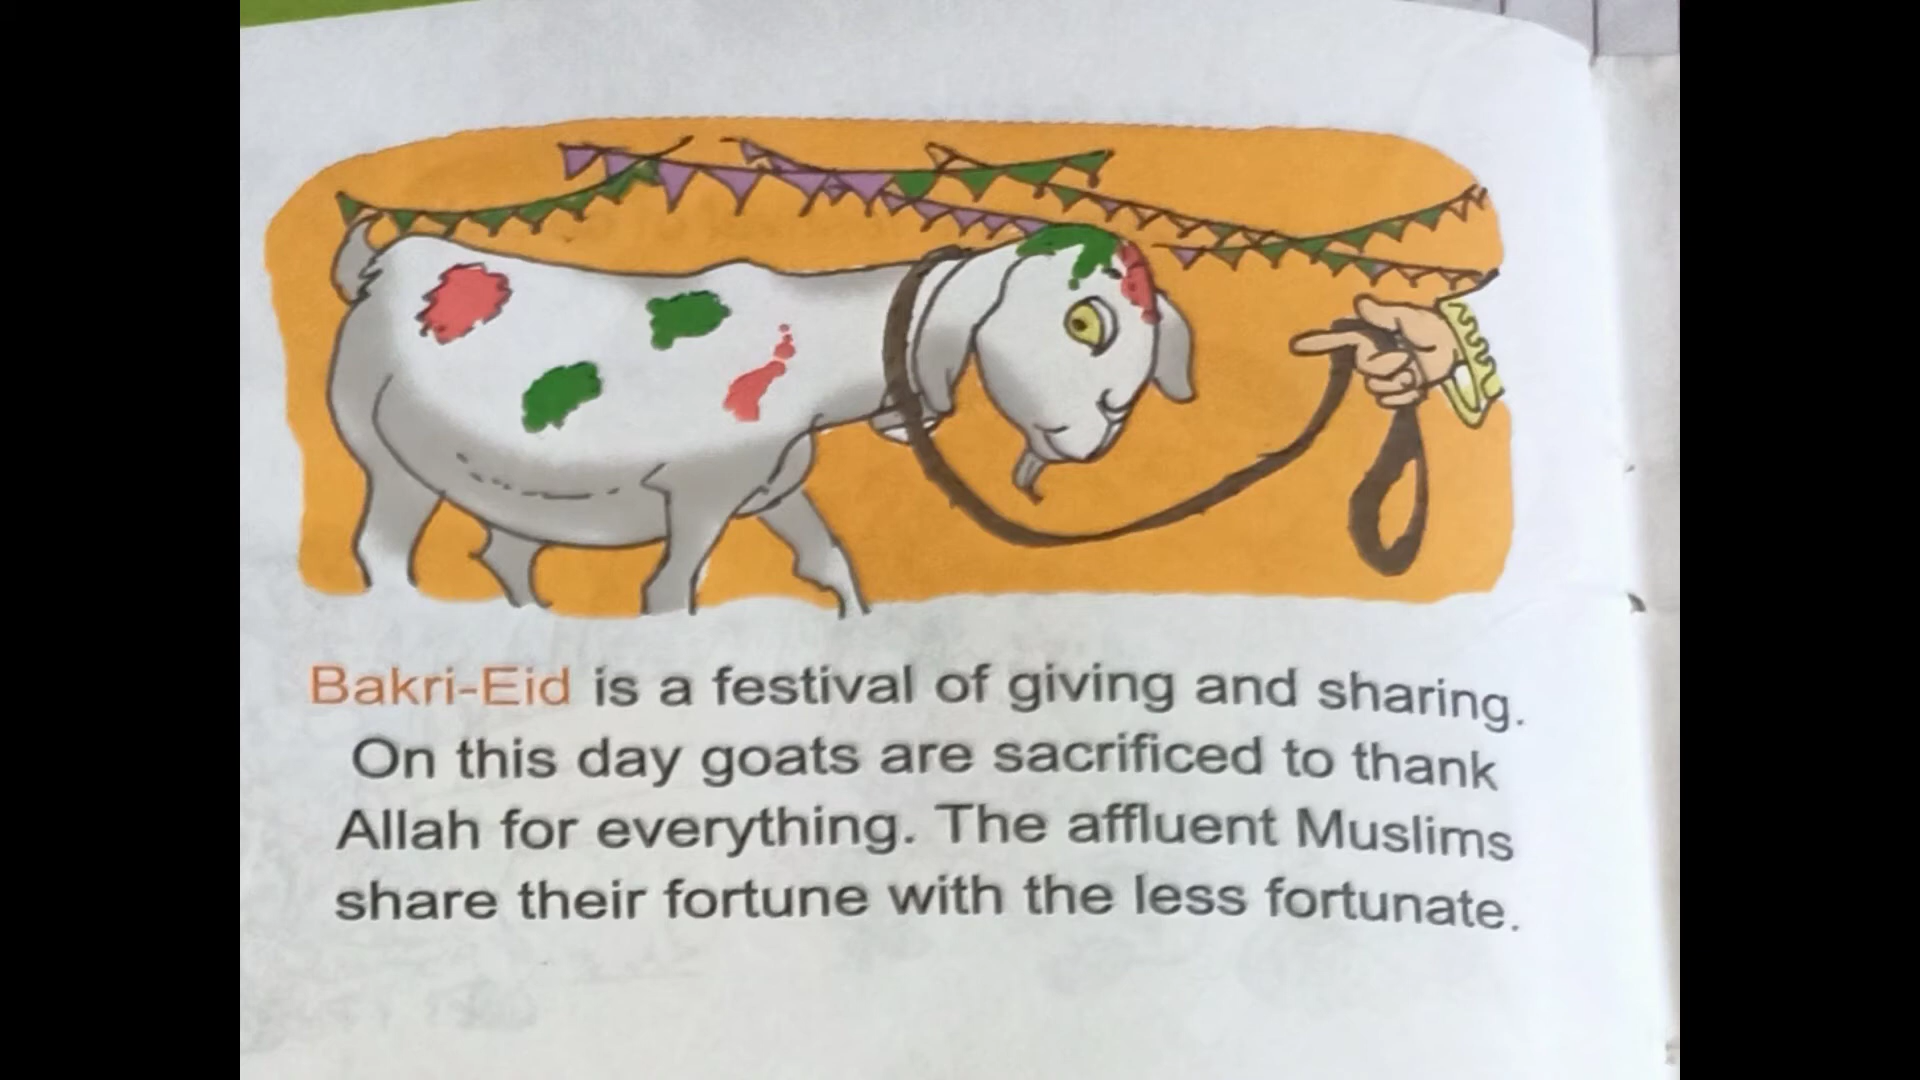 Bakri-Eid is a festival of giving and sharing.
On this day goats are sacrificed to thank
Allah for everything. The affluent Muslims
share their fortune with the less fortunate.